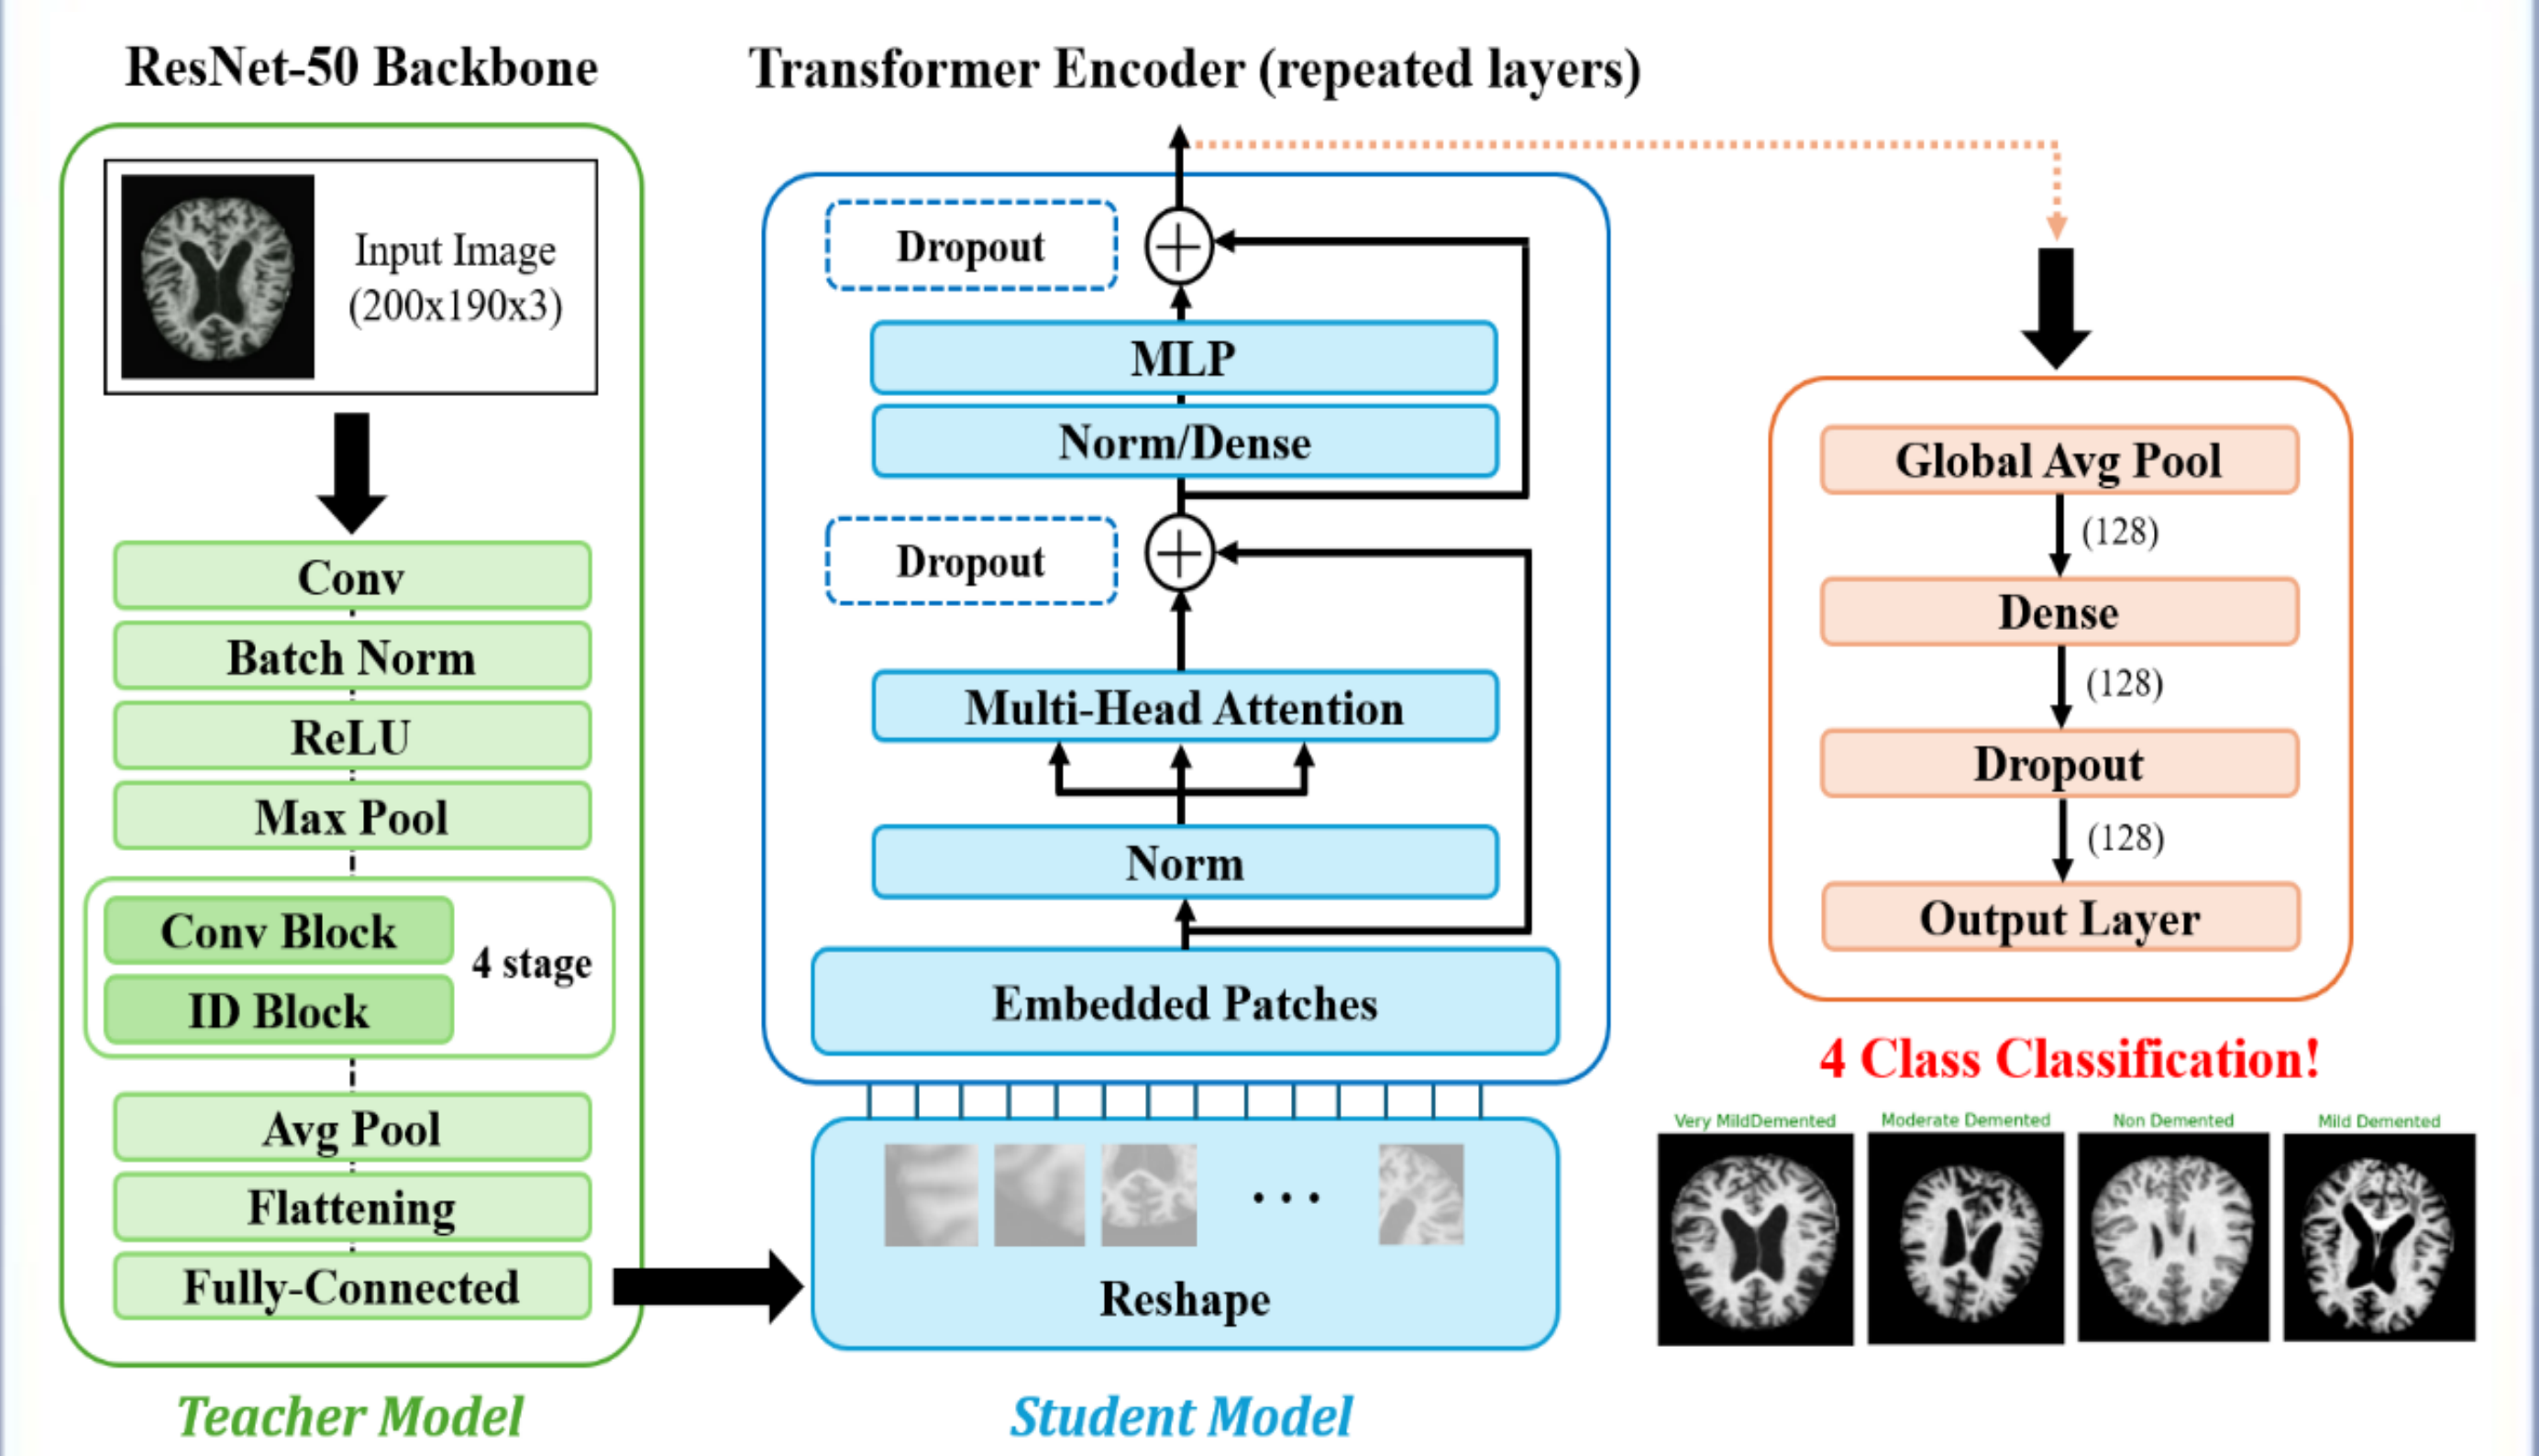 ResNet-50 Backbone
Input Image
(200x190x3)
Conv
Batch Norm
ReLU
Max Pool
Conv Block
ID Block
4 stage
Avg Pool
Flattening
Fully-Connected
Teacher Model
Transformer Encoder (repeated layers)
Dropout
MLP
Norm/Dense
Dropout
Multi-Head Attention
Norm
Embedded Patches
. . .
Reshape
Student Model
Global Avg Pool
(128)
Dense
(128)
Dropout
(128)
Output Layer
4 Class Classification!
Very MildDemented
Moderate Demented
Non Demented
Mild Demented